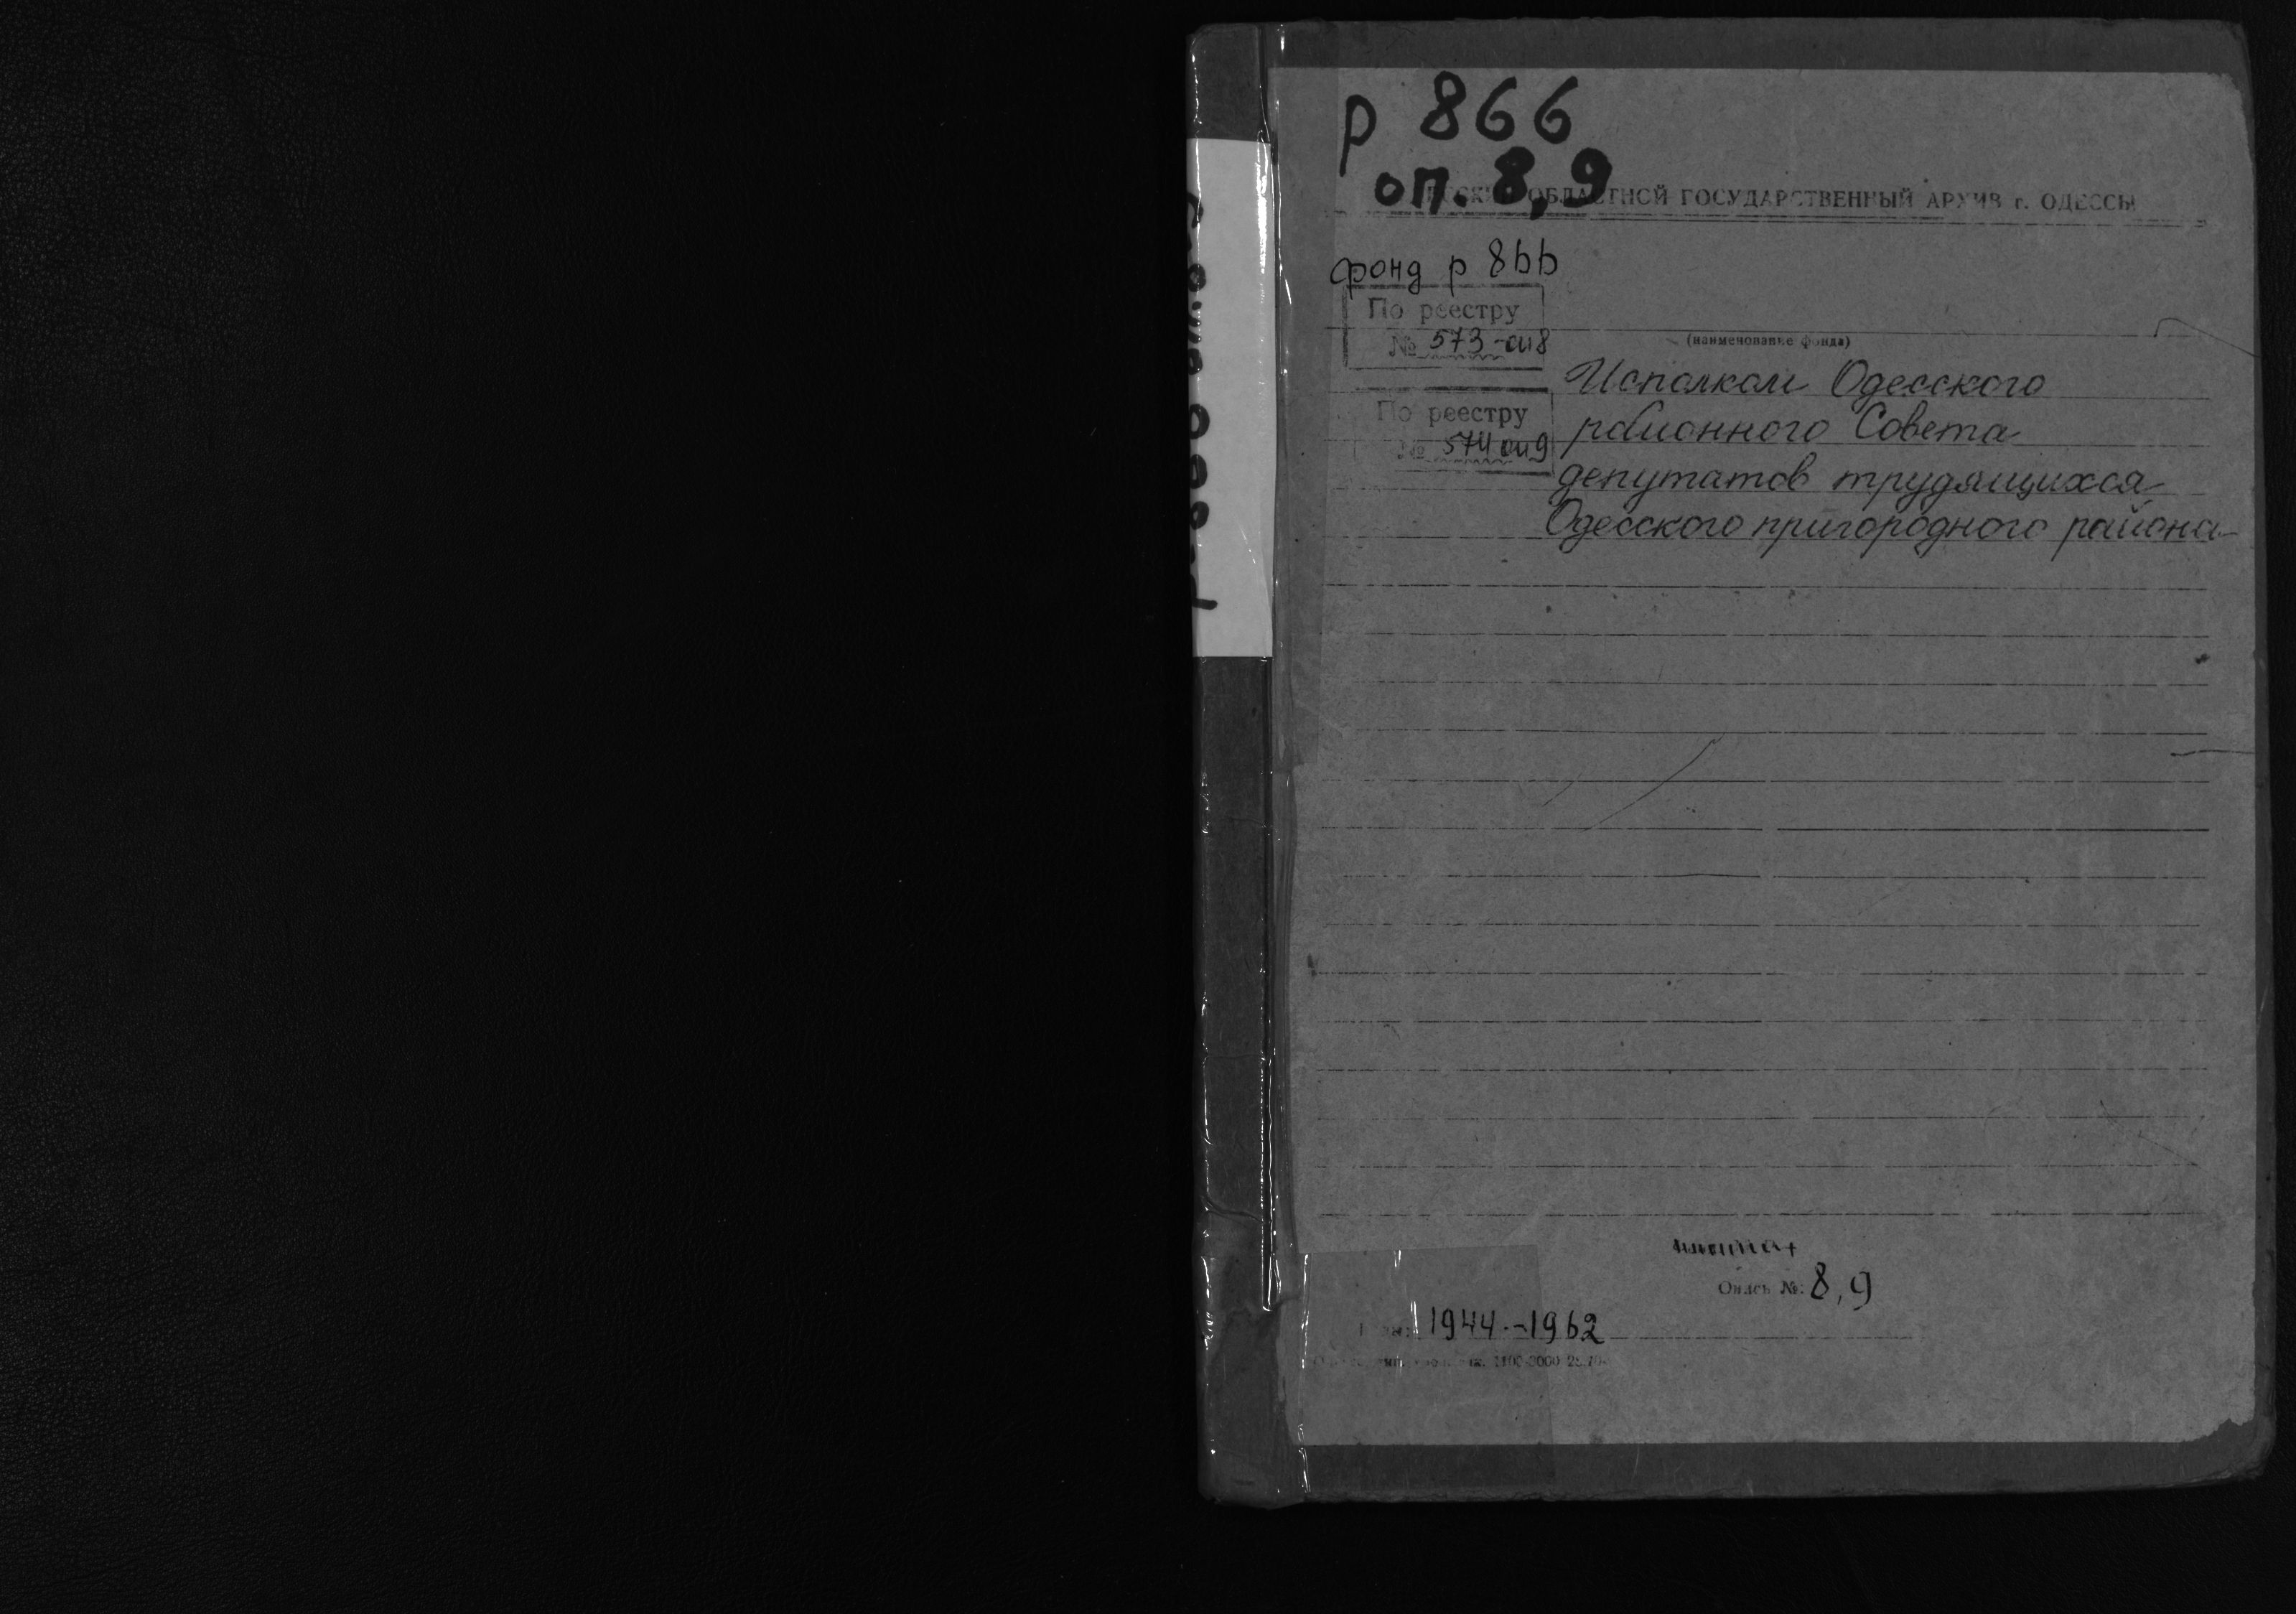 р 866
оп. 8,9
ОБЛАСТНОЙ ГОСУДАРСТВЕННЫЙ АРХИВ г. ОДЕССЫ
фонд р 866
По реестру
№ 573-оп8
(наименование фонда)
Исполком Одесского
По реестру
районного Совета
№ 574 оп9
депутатов трудящихся
Одесского пригородного района
Опись №: 8, 9
1944.-1962